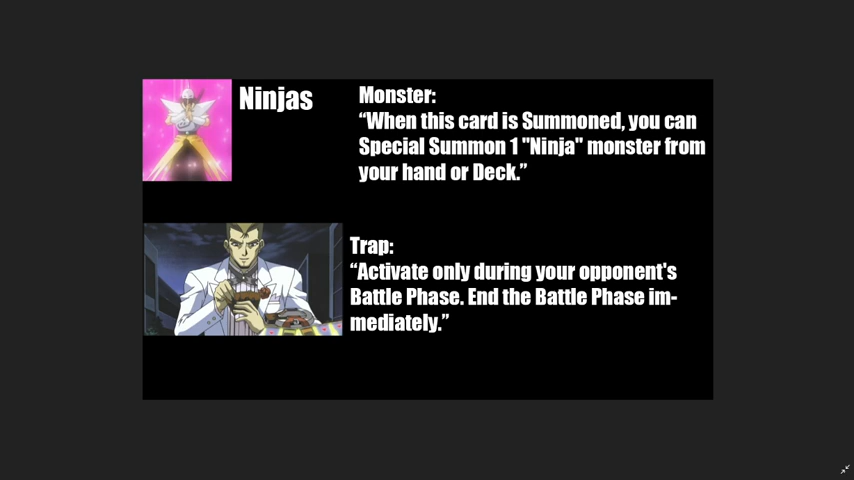 Ninjas
Monster:
“When this card is Summoned, you can
Special Summon 1 "Ninja" monster from
your hand or Deck.”
Trap:
“Activate only during your opponent's
Battle Phase. End the Battle Phase im-
mediately.”